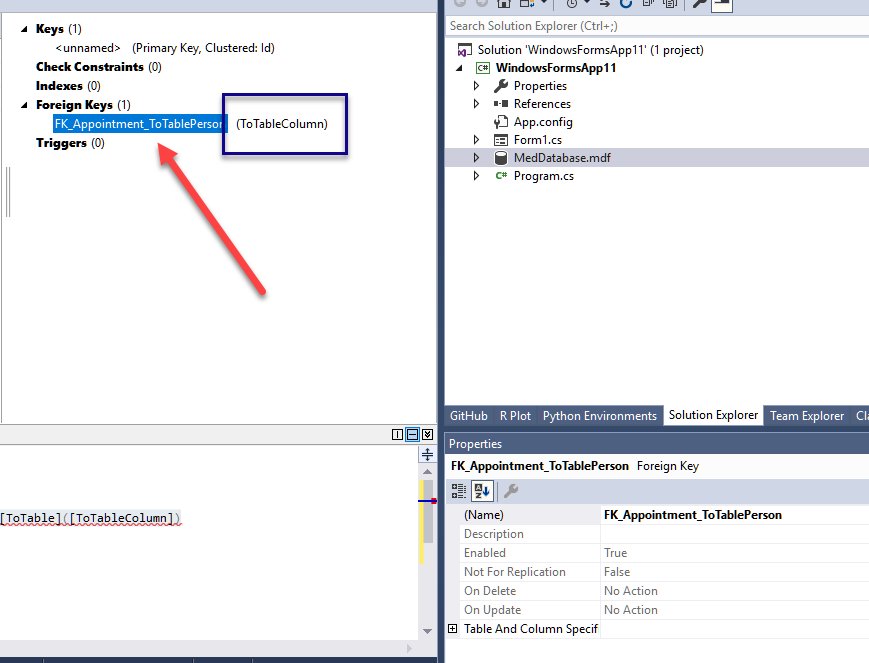 Keys (1)
<unnamed> (Primary Key, Clustered: Id)
Check Constraints (0)
Indexes (0)
Foreign Keys (1)
FK_Appointment_ToTablePerson (ToTableColumn)
Triggers (0)
[ToTable]([ToTableColumn])
Search Solution Explorer (Ctrl+;)
Solution 'WindowsFormsApp11' (1 project)
C# WindowsFormsApp11
Properties
References
App.config
Form1.cs
MedDatabase.mdf
C# Program.cs
GitHub R Plot Python Environments Solution Explorer Team Explorer Cla
Properties
FK_Appointment_ToTablePerson Foreign Key
(Name) FK_Appointment_ToTablePerson
Description
Enabled True
Not For Replication False
On Delete No Action
On Update No Action
Table And Column Specif